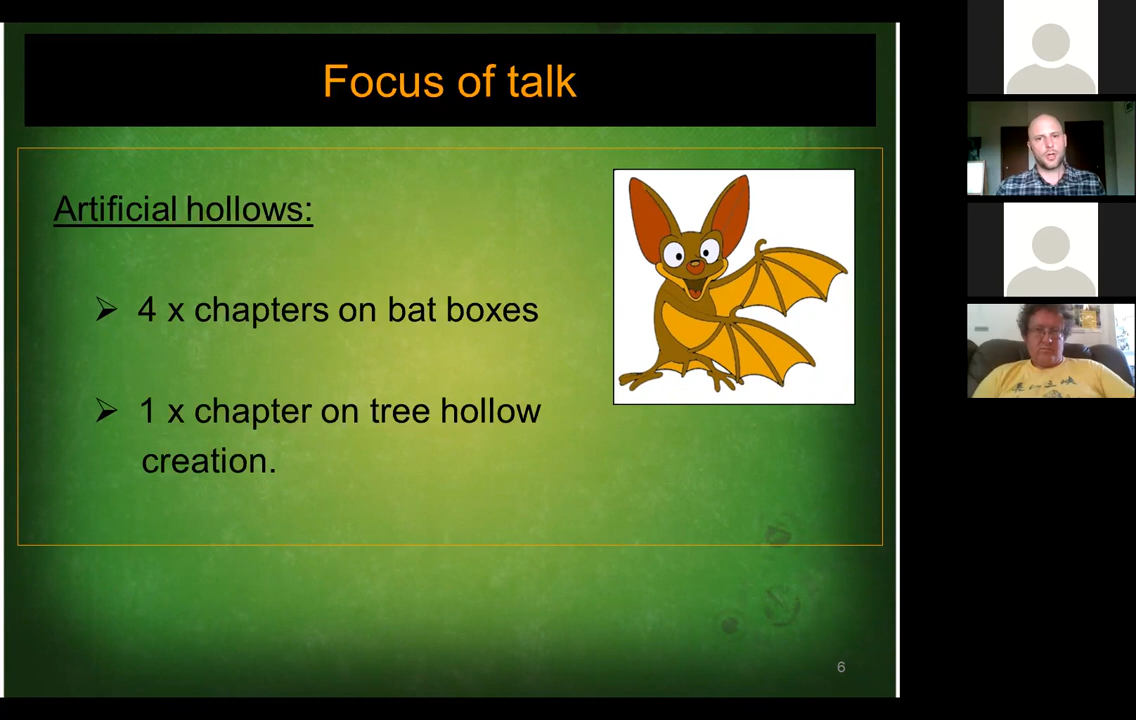 Focus of talk
Artificial hollows:
➢ 4 x chapters on bat boxes
➢ 1 x chapter on tree hollow
creation.
6